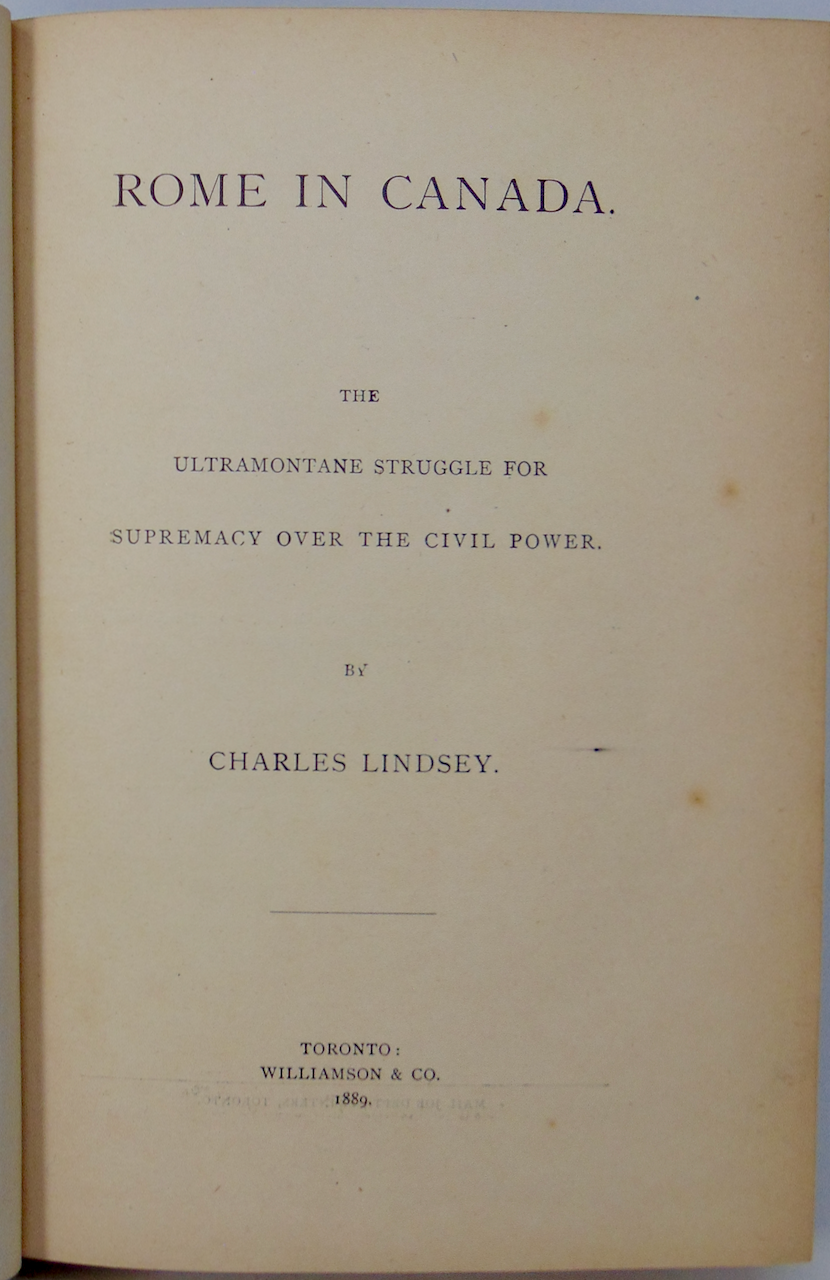 ROME IN CANADA.
THE
ULTRAMONTANE STRUGGLE FOR
SUPREMACY OVER THE CIVIL POWER.
BY
CHARLES LINDSEY.
TORONTO:
WILLIAMSON & CO.
1889.